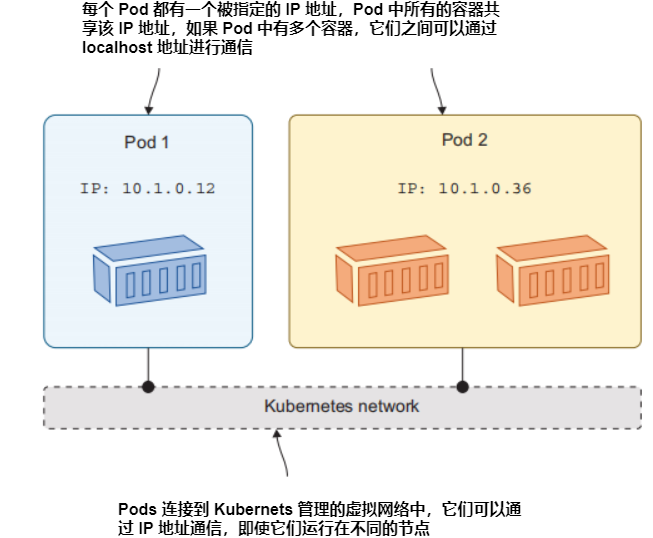 每个 Pod 都有一个被指定的 IP 地址，Pod 中所有的容器共
享该 IP 地址，如果 Pod 中有多个容器，它们之间可以通过
localhost 地址进行通信
Pod 1
Pod 2
IP: 10.1.0.12
IP: 10.1.0.36
Kubernetes network
Pods 连接到 Kubernets 管理的虚拟网络中，它们可以通
过 IP 地址通信，即使它们运行在不同的节点